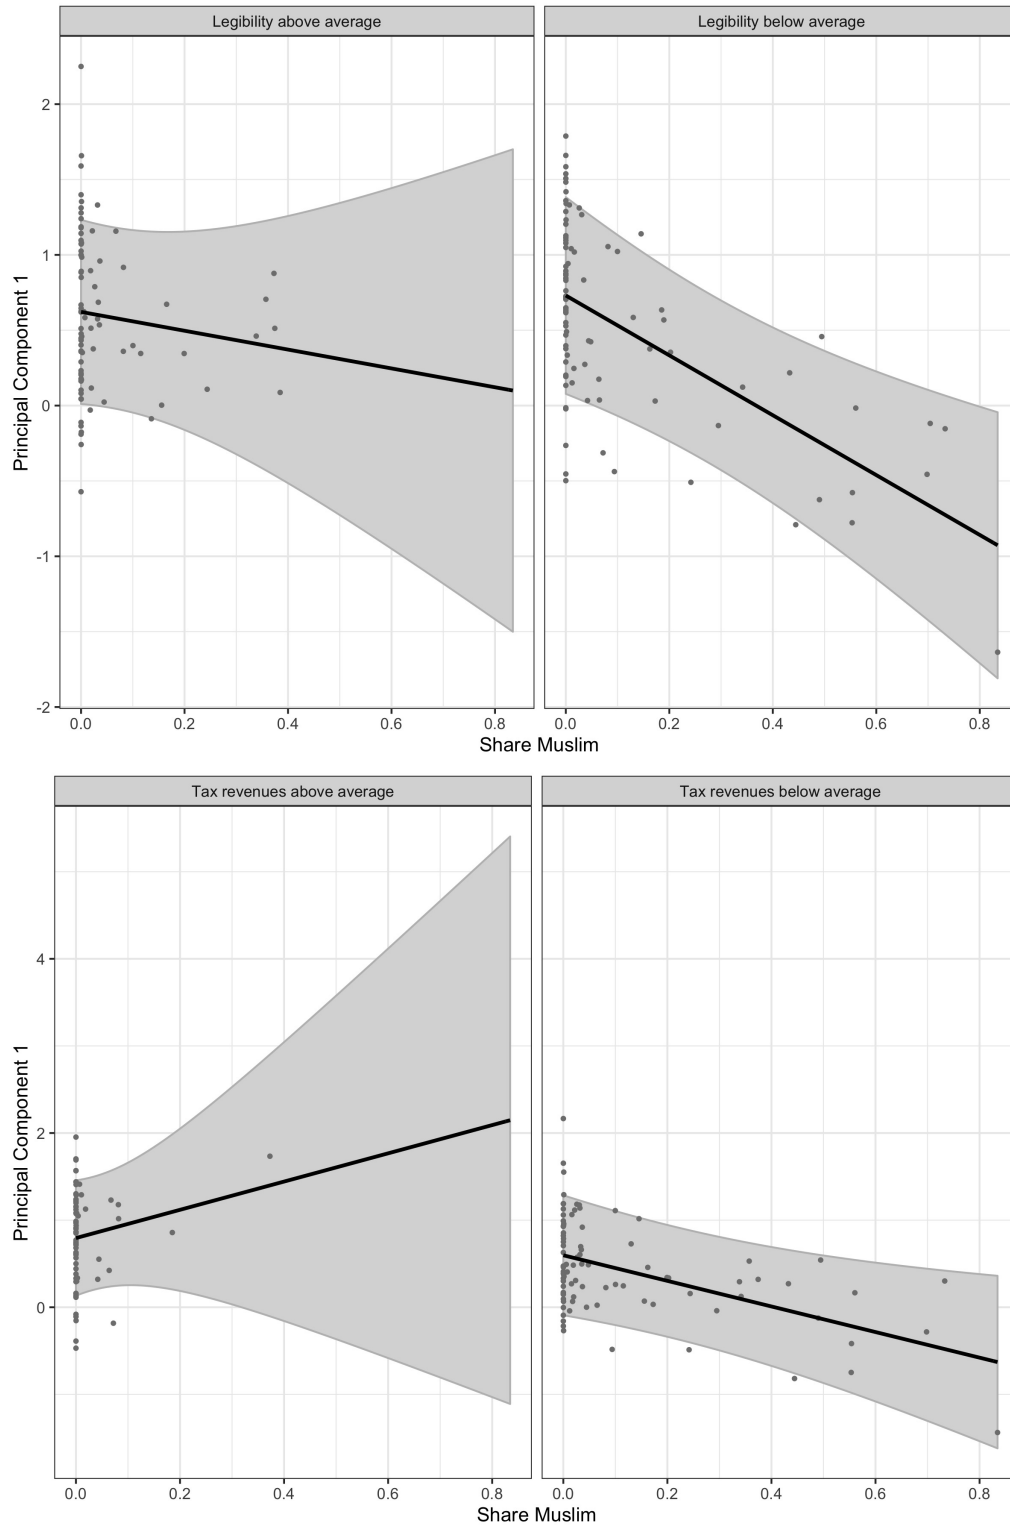 Legibility above average
Legibility below average
Principal Component 1
2
1
0
-1
-2
0.0 0.2 0.4 0.6 0.8
0.0 0.2 0.4 0.6 0.8
Share Muslim
Tax revenues above average
Tax revenues below average
Principal Component 1
4
2
0
0.0 0.2 0.4 0.6 0.8
0.0 0.2 0.4 0.6 0.8
Share Muslim